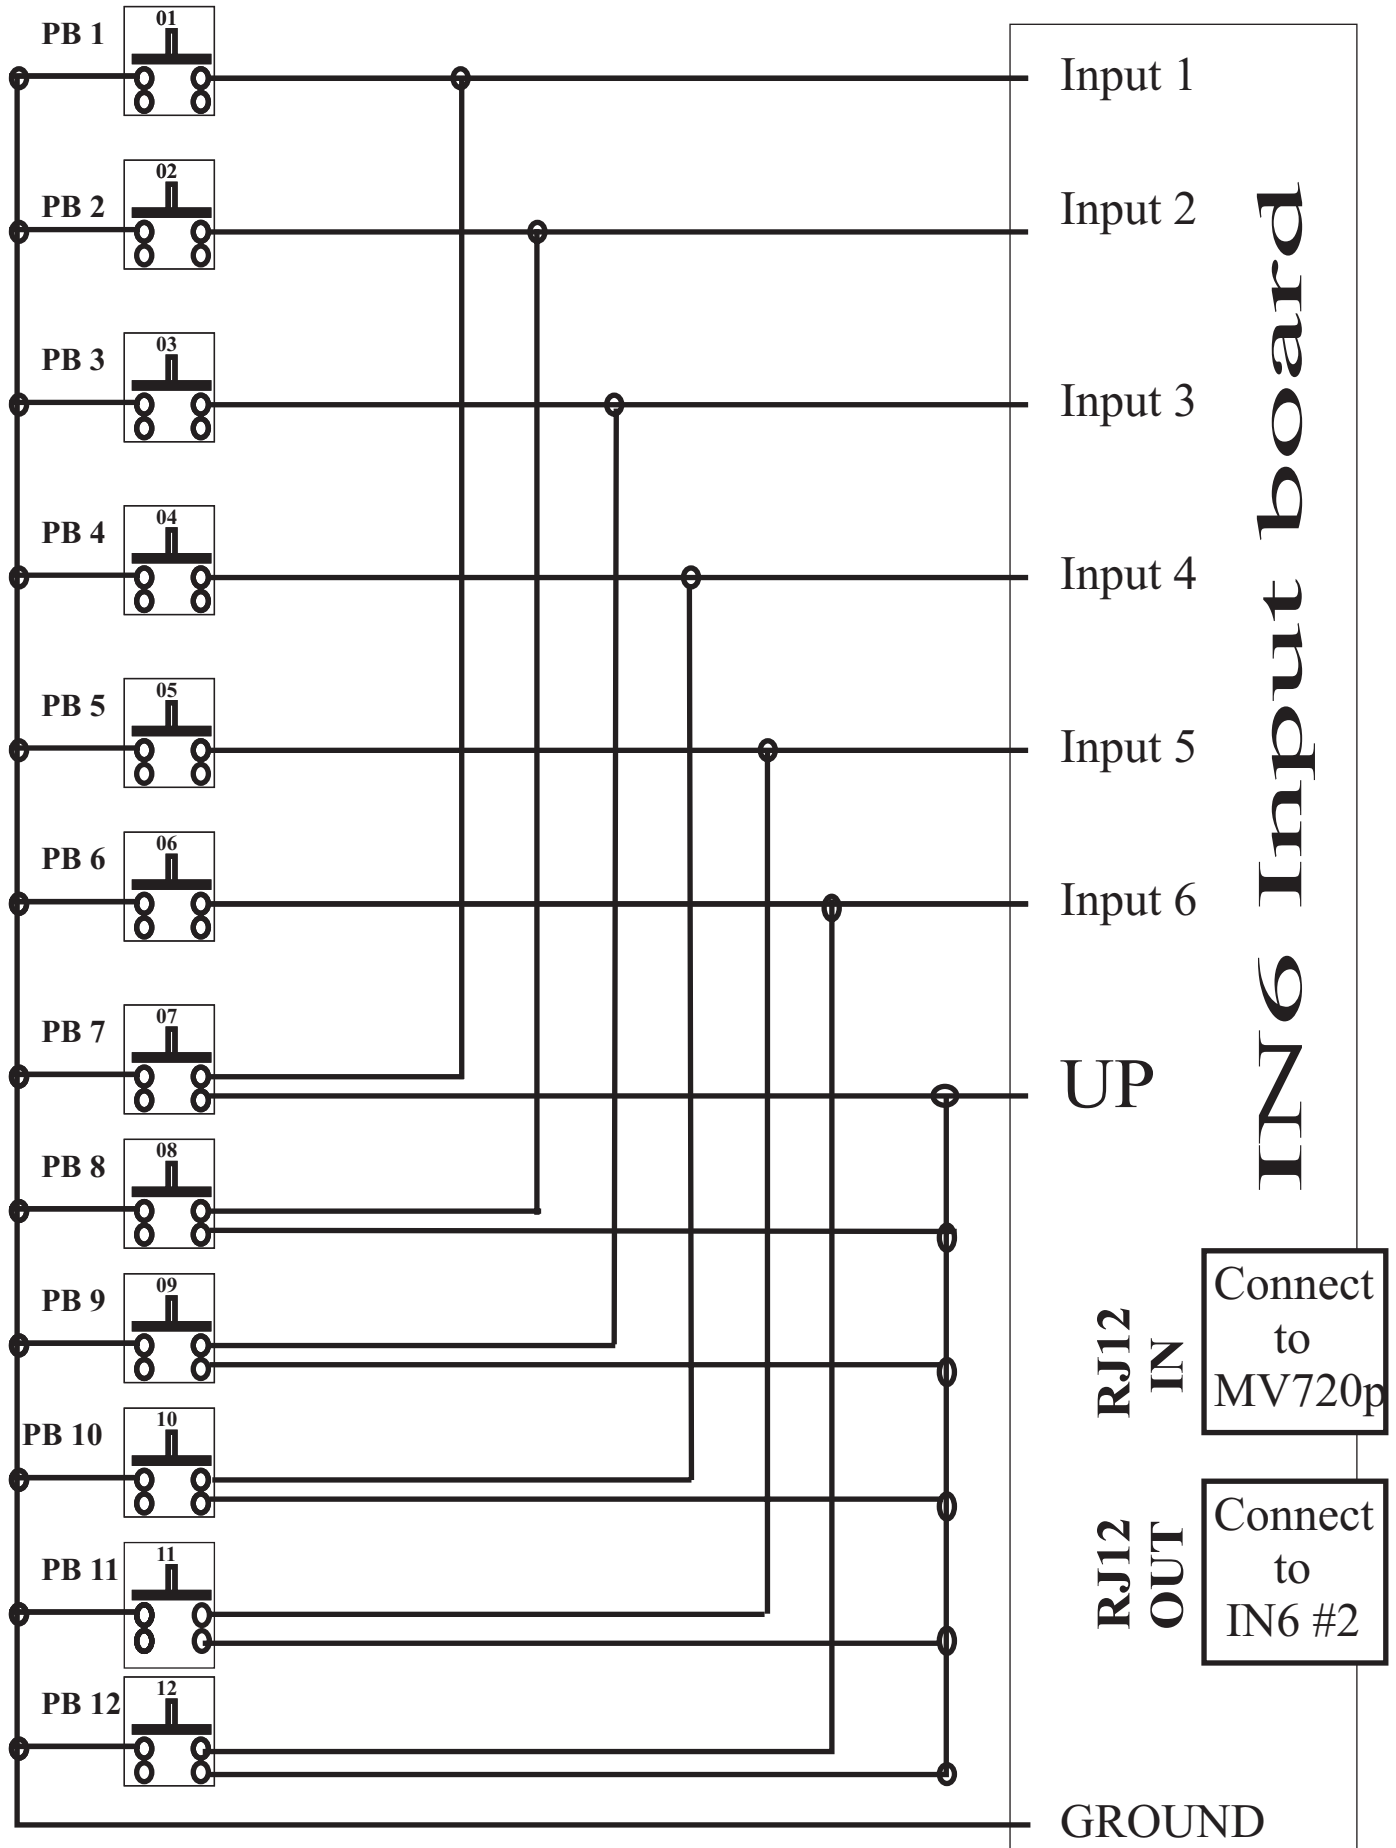 PB 1
01
Input 1
PB 2
02
Input 2
PB 3
03
Input 3
PB 4
04
Input 4
PB 5
05
Input 5
PB 6
06
Input 6
PB 7
07
UP
PB 8
08
PB 9
09
PB 10
10
PB 11
11
PB 12
12
GROUND
IN6 Input board
RJ12
IN
Connect
to
MV720p
RJ12
OUT
Connect
to
IN6 #2